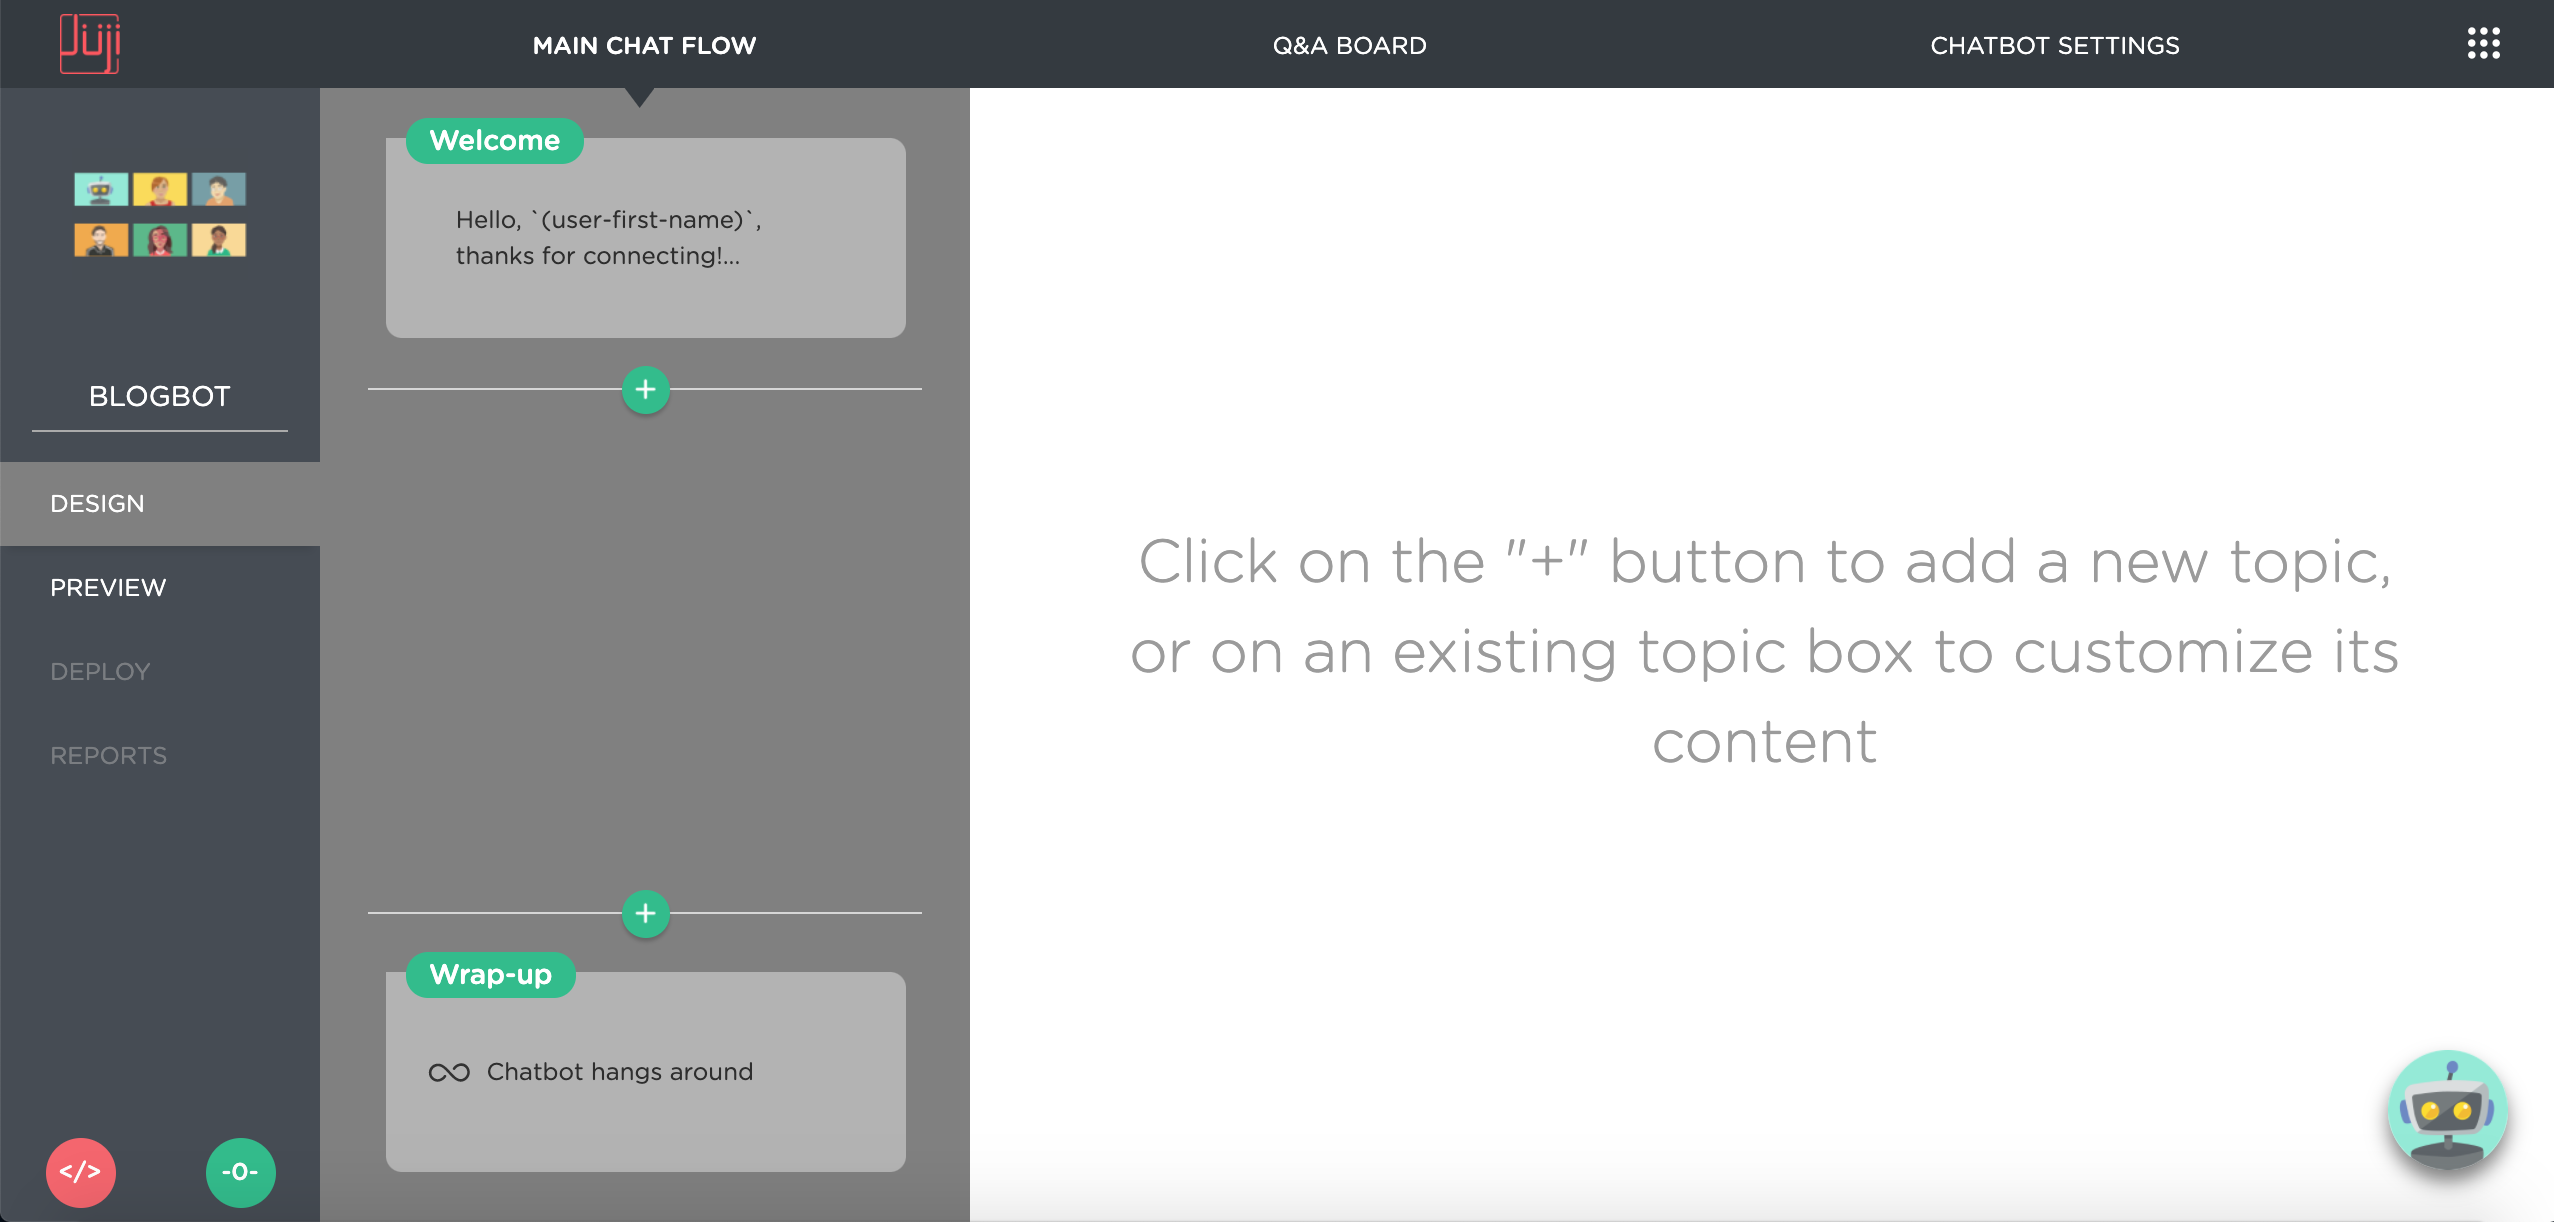 Juji
MAIN CHAT FLOW
Q&A BOARD
CHATBOT SETTINGS
BLOGBOT
DESIGN
PREVIEW
DEPLOY
REPORTS
</>
-0-
Welcome
Hello, `(user-first-name)`,
thanks for connecting!...
+
+
Wrap-up
Chatbot hangs around
Click on the "+" button to add a new topic,
or on an existing topic box to customize its
content